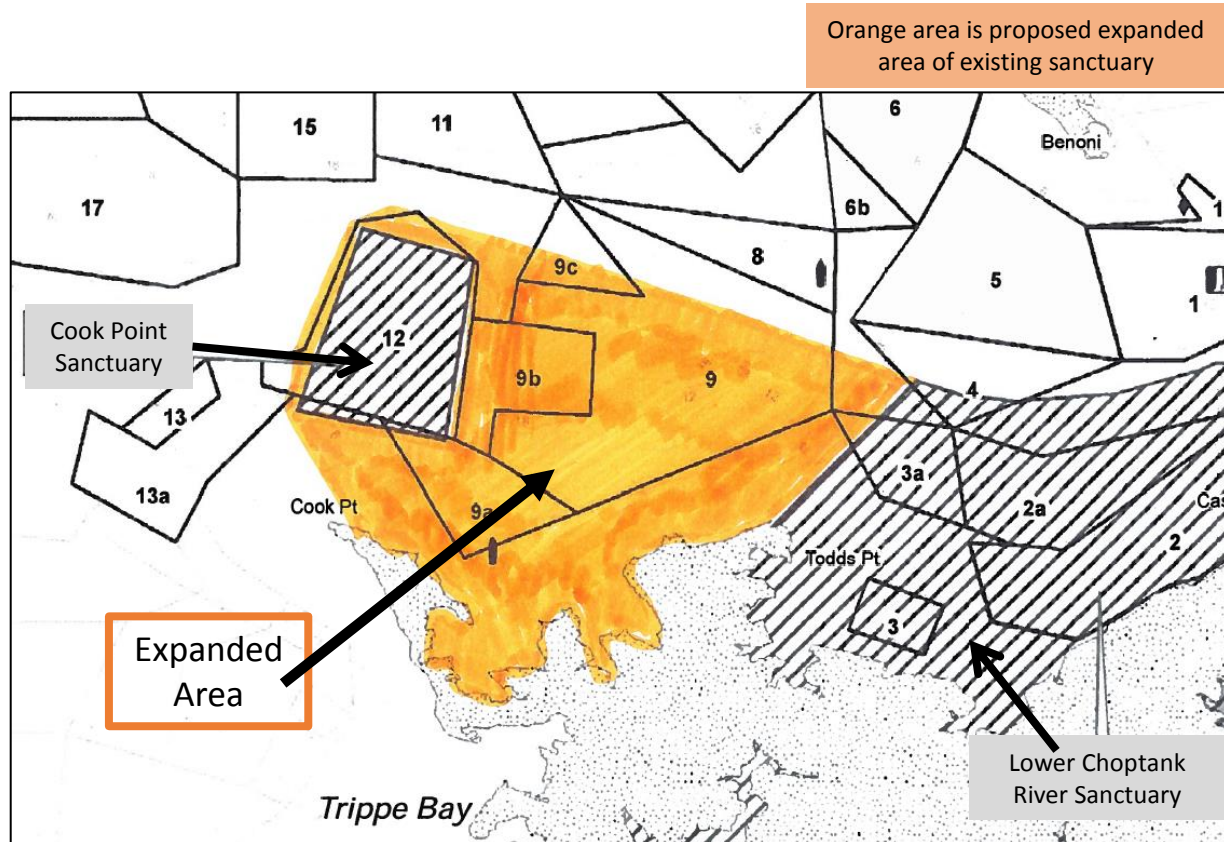 Orange area is proposed expanded
area of existing sanctuary
15
11
6
Benoni
17
6b
1
9c
8
5
1
Cook Point
Sanctuary
12
9b
9
4
13
3a
13a
Cook Pt
9a
2a
Cas
2
Todds Pt
Expanded
Area
3
Lower Choptank
River Sanctuary
Trippe Bay